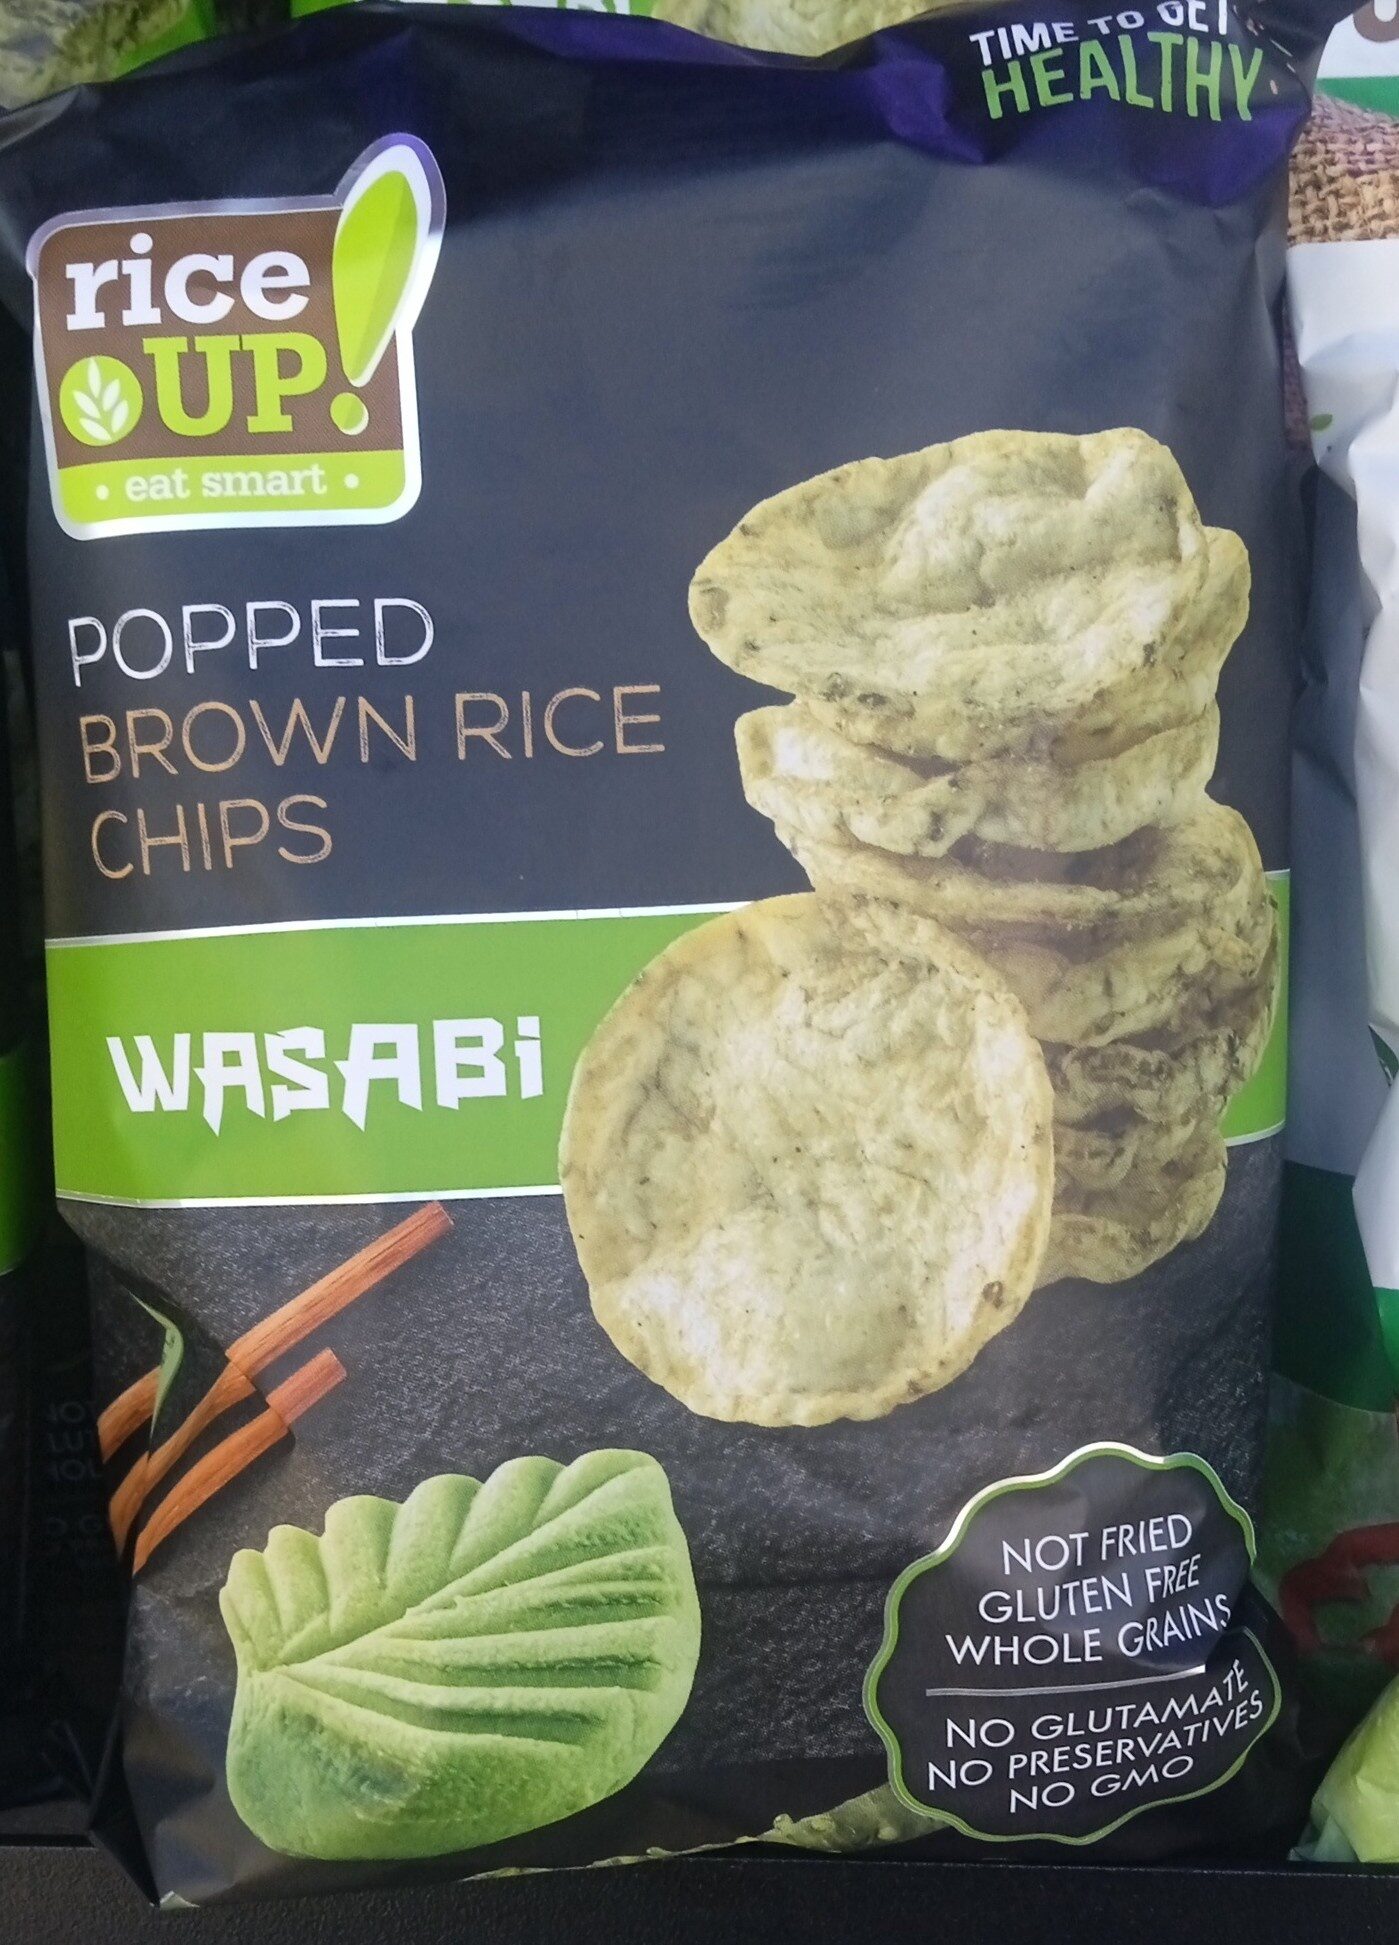 TIME TO GET
HEALTHY
rice
UP!
• eat smart •
POPPED
BROWN RICE
CHIPS
WASABi
NOT FRIED
GLUTEN FREE
WHOLE GRAINS
NO GLUTAMATE
NO PRESERVATIVES
NO GMO